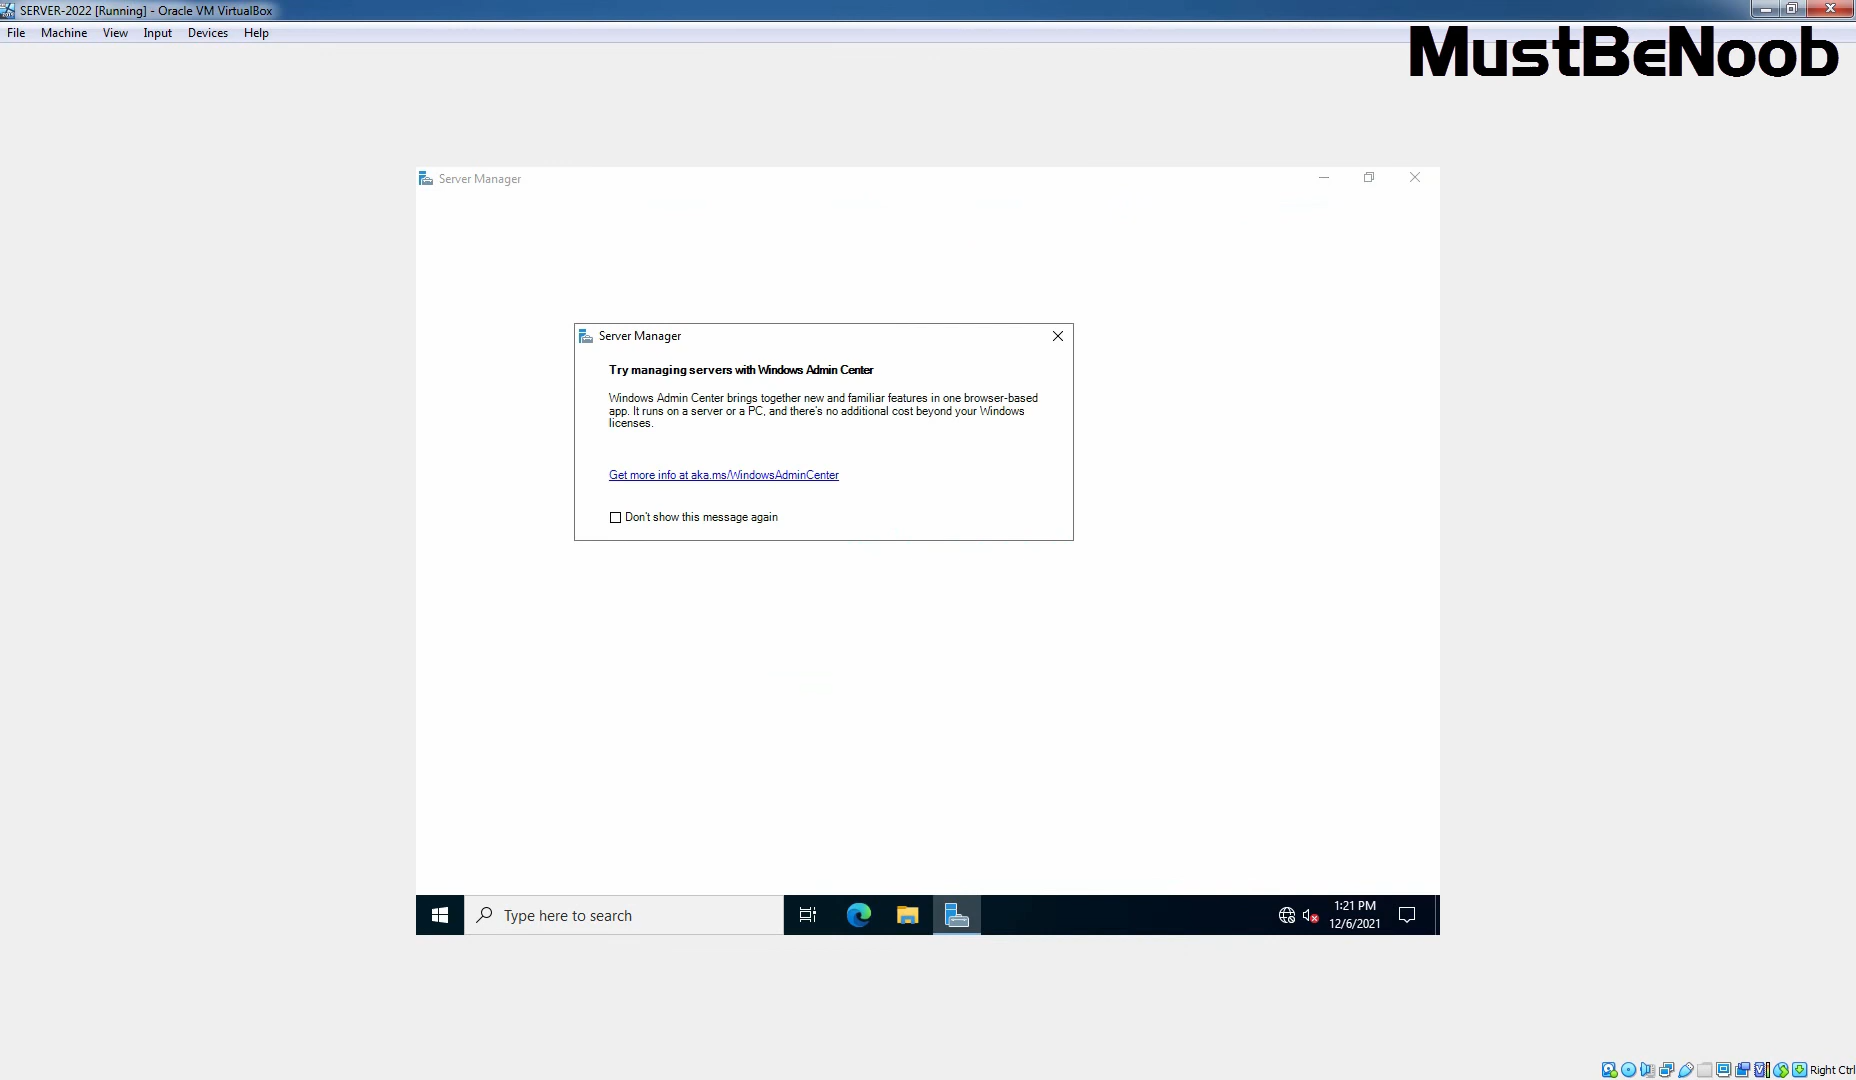 SERVER-2022 [Running] - Oracle VM VirtualBox
File Machine View Input Devices Help
MustBeNoob
Server Manager
Server Manager
Try managing servers with Windows Admin Center
Windows Admin Center brings together new and familiar features in one browser-based
app. It runs on a server or a PC, and there's no additional cost beyond your Windows
licenses.
Get more info at aka.ms/WindowsAdminCenter
Don't show this message again
Type here to search
1:21 PM
12/6/2021
Right Ctrl